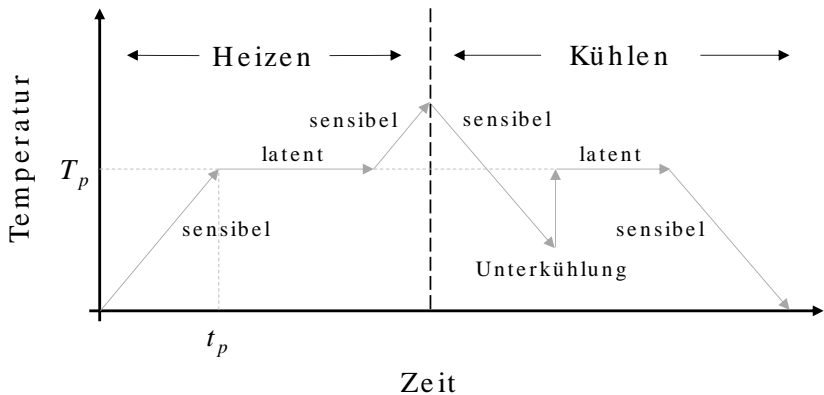 Heizen
Kühlen
sensibel
sensibel
latent
latent
T_p
Temperatur
sensibel
sensibel
Unterkühlung
t_p
Zeit